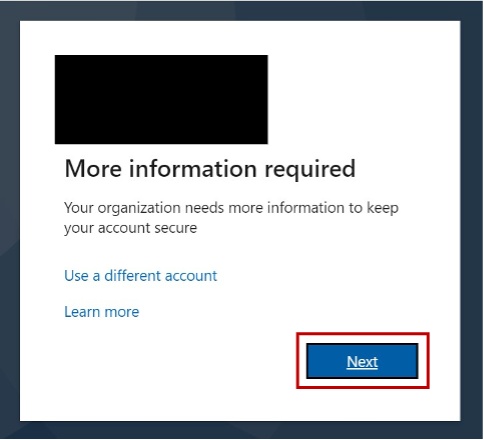 More information required
Your organization needs more information to keep
your account secure
Use a different account
Learn more
Next